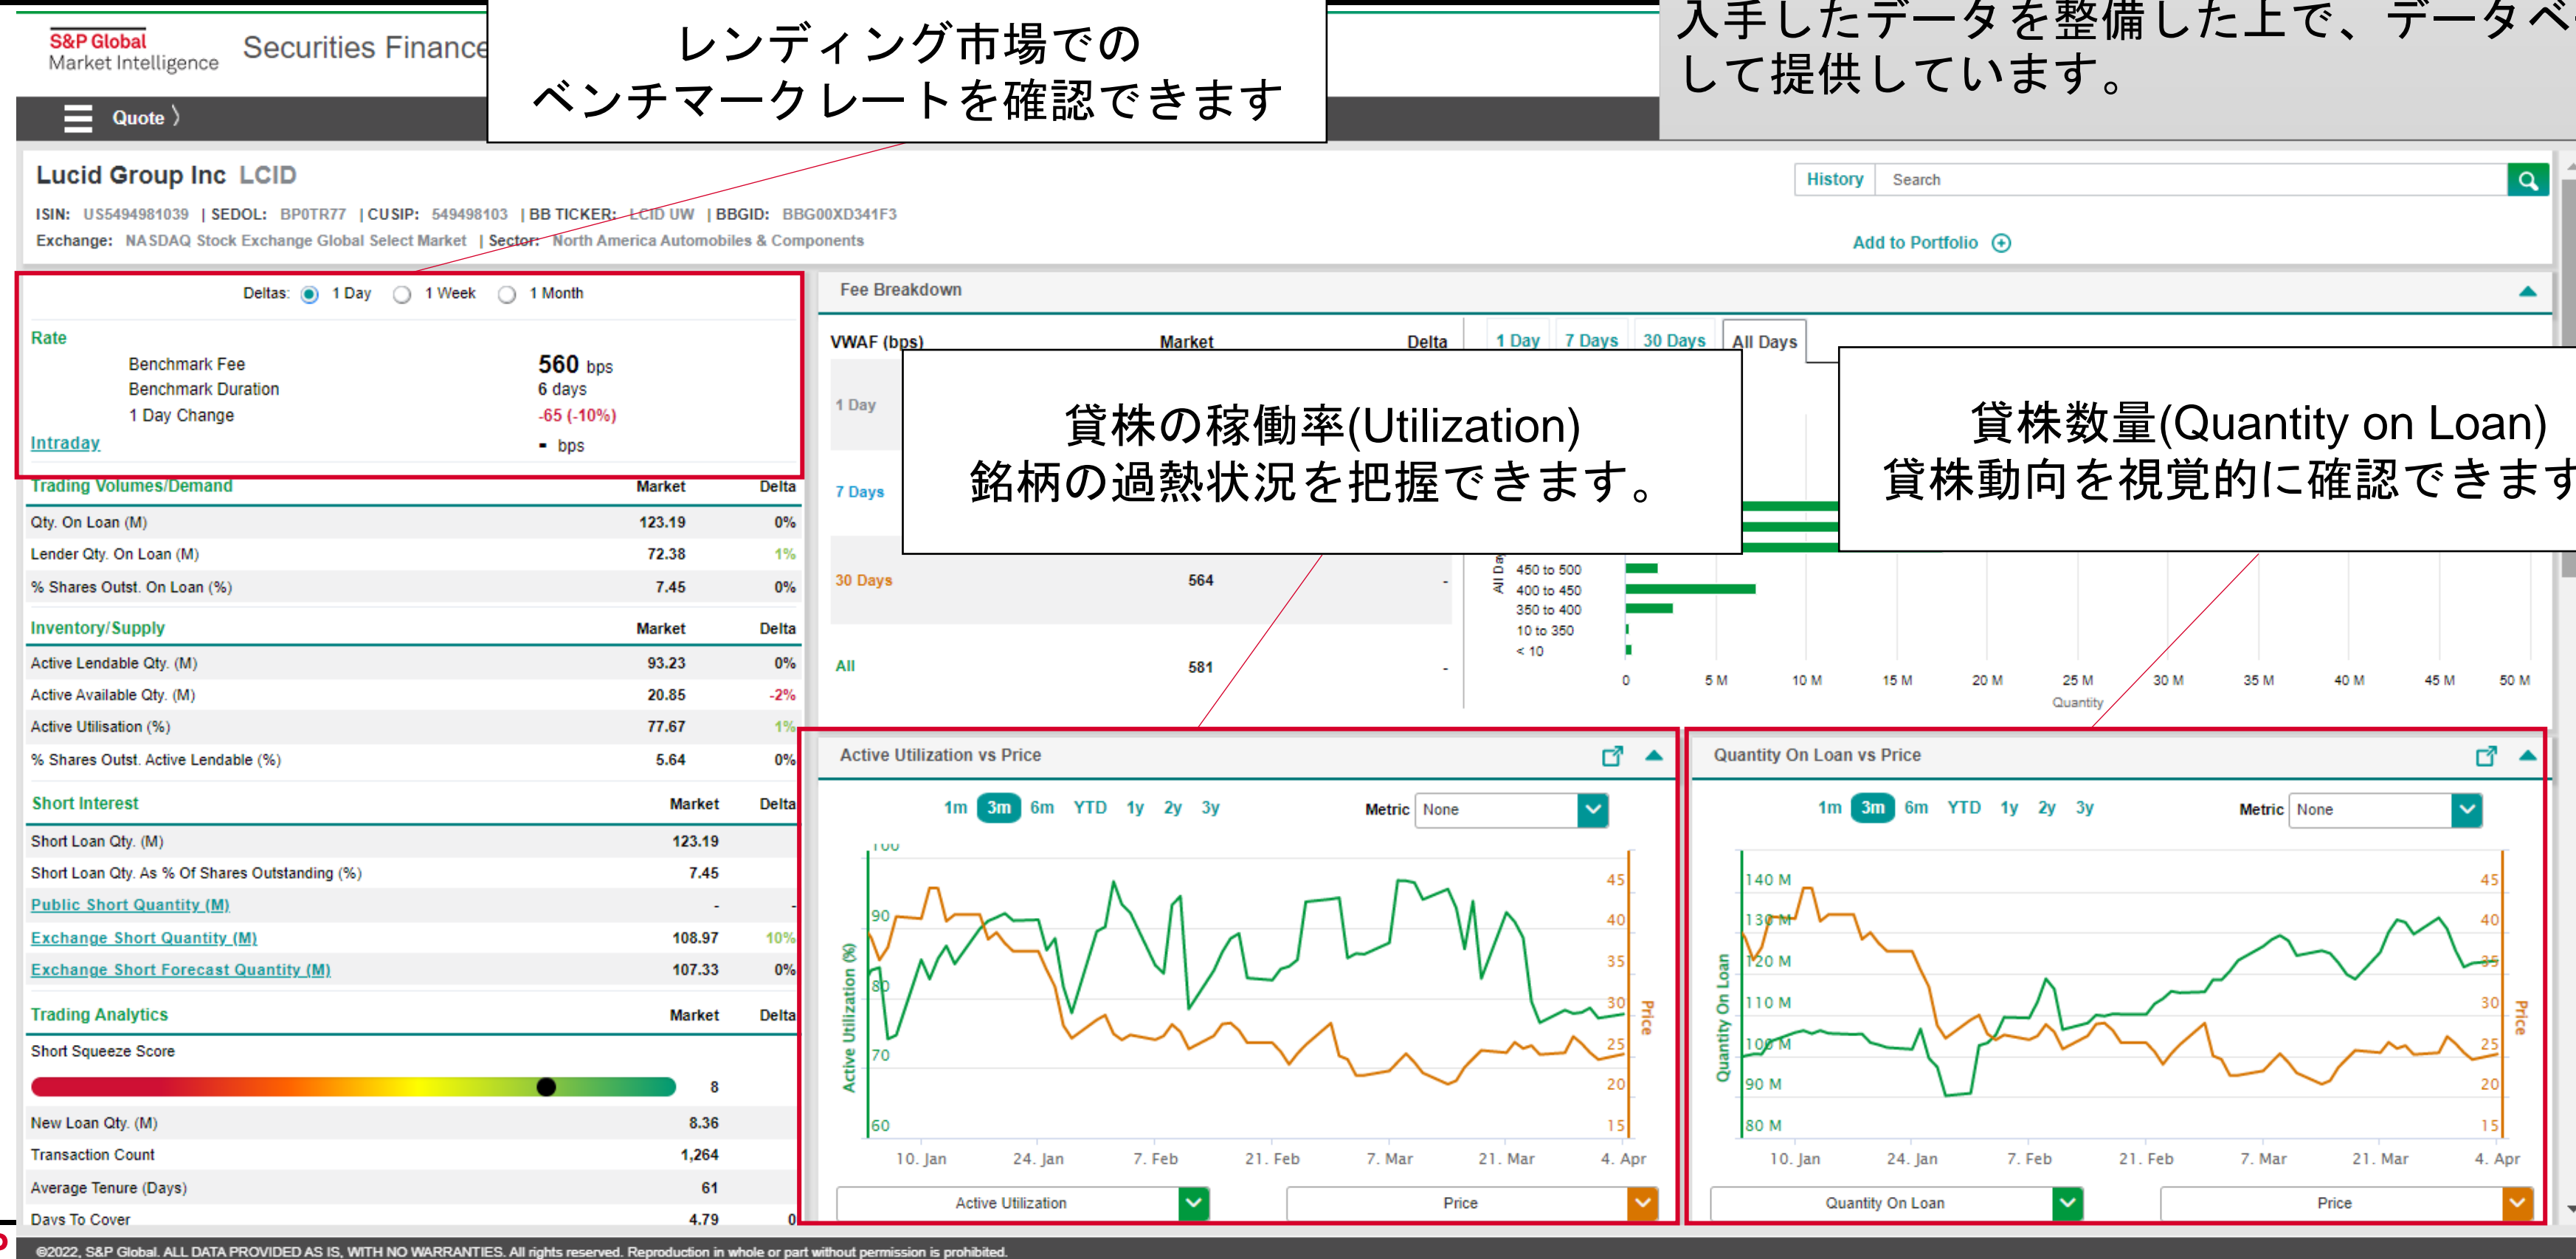 入手したデータを整備した上で、データベ
して提供しています。
レンディング市場での
ベンチマークレートを確認できます
S&P Global
Market Intelligence
Securities Finance
Quote 〉
Lucid Group Inc LCID
ISIN: US5494981039 | SEDOL: BP0TR77 | CUSIP: 549498103 | BB TICKER: LCID UW | BBGID: BBG00XD341F3
Exchange: NASDAQ Stock Exchange Global Select Market | Sector: North America Automobiles & Components
History Search
Add to Portfolio
Deltas: 1 Day 1 Week 1 Month
Rate
Benchmark Fee 560 bps
Benchmark Duration 6 days
1 Day Change -65 (-10%)
Intraday - bps
Trading Volumes/Demand Market Delta
Qty. On Loan (M) 123.19 0%
Lender Qty. On Loan (M) 72.38 1%
% Shares Outst. On Loan (%) 7.45 0%
Inventory/Supply Market Delta
Active Lendable Qty. (M) 93.23 0%
Active Available Qty. (M) 20.85 -2%
Active Utilisation (%) 77.67 1%
% Shares Outst. Active Lendable (%) 5.64 0%
Short Interest Market Delta
Short Loan Qty. (M) 123.19
Short Loan Qty. As % Of Shares Outstanding (%) 7.45
Public Short Quantity (M) - -
Exchange Short Quantity (M) 108.97 10%
Exchange Short Forecast Quantity (M) 107.33 0%
Trading Analytics Market Delta
Short Squeeze Score
8
New Loan Qty. (M) 8.36
Transaction Count 1,264
Average Tenure (Days) 61
Days To Cover 4.79 0
Fee Breakdown
VWAF (bps) Market Delta
1 Day
7 Days
30 Days 564 -
All 581 -
1 Day 7 Days 30 Days All Days
貸株の稼働率(Utilization)
銘柄の過熱状況を把握できます。
貸株数量(Quantity on Loan)
貸株動向を視覚的に確認できます
All Da
450 to 500
400 to 450
350 to 400
10 to 350
< 10
0 5 M 10 M 15 M 20 M 25 M 30 M 35 M 40 M 45 M 50 M
Quantity
Active Utilization vs Price
1m 3m 6m YTD 1y 2y 3y
Metric None
Active Utilization (%)
100
90
80
70
60
45
40
35
30
25
20
15
Price
10. Jan 24. Jan 7. Feb 21. Feb 7. Mar 21. Mar 4. Apr
Active Utilization Price
Quantity On Loan vs Price
1m 3m 6m YTD 1y 2y 3y
Metric None
Quantity On Loan
140 M
130 M
120 M
110 M
100 M
90 M
80 M
45
40
35
30
25
20
15
Price
10. Jan 24. Jan 7. Feb 21. Feb 7. Mar 21. Mar 4. Apr
Quantity On Loan Price
©2022, S&P Global. ALL DATA PROVIDED AS IS, WITH NO WARRANTIES. All rights reserved. Reproduction in whole or part without permission is prohibited.